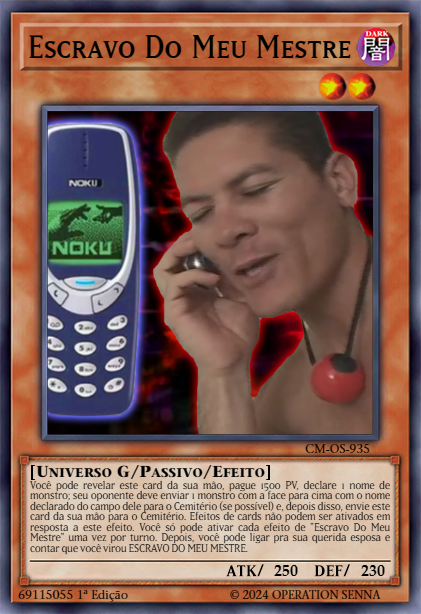 Escravo Do Meu Mestre
DARK
闇
NOKU
NOKU
CM-OS-935
[Universo G/Passivo/Efeito]
Você pode revelar este card da sua mão, pague 1500 PV, declare 1 nome de
monstro; seu oponente deve enviar 1 monstro com a face para cima com o nome
declarado do campo dele para o Cemitério (se possível) e, depois disso, envie este
card da sua mão para o Cemitério. Efeitos de cards não podem ser ativados em
resposta a este efeito. Você só pode ativar cada efeito de "Escravo Do Meu
Mestre" uma vez por turno. Depois, você pode ligar pra sua querida esposa e
contar que você virou ESCRAVO DO MEU MESTRE.
ATK/ 250 DEF/ 230
69115055 1ª Edição © 2024 OPERATION SENNA